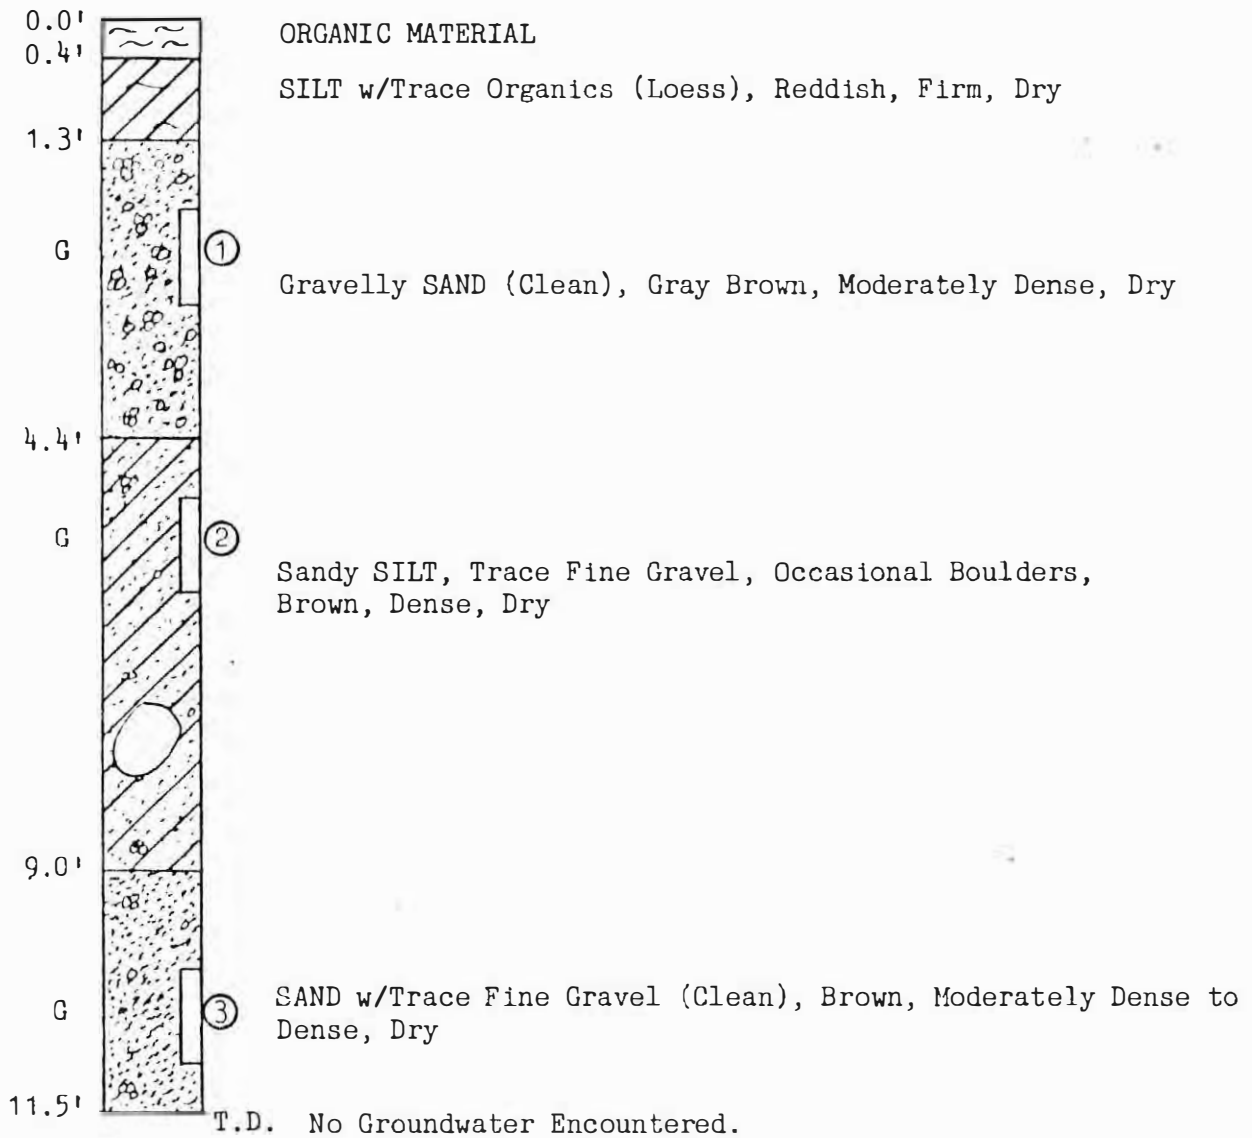 0.0' ORGANIC MATERIAL
0.4'
SILT w/Trace Organics (Loess), Reddish, Firm, Dry
1.3'
G 1
Gravelly SAND (Clean), Gray Brown, Moderately Dense, Dry
4.4'
G 2
Sandy SILT, Trace Fine Gravel, Occasional Boulders,
Brown, Dense, Dry
9.0'
SAND w/Trace Fine Gravel (Clean), Brown, Moderately Dense to
G 3
Dense, Dry
11.5' T.D. No Groundwater Encountered.